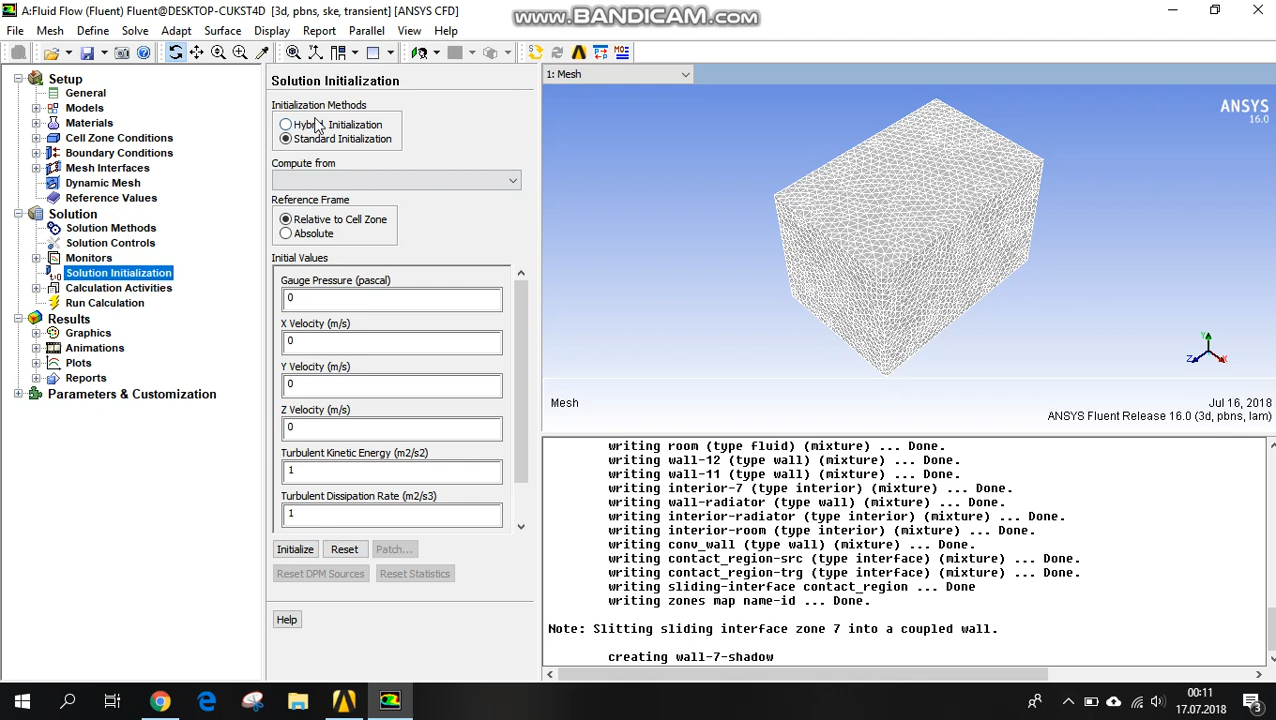 A:Fluid Flow (Fluent) Fluent@DESKTOP-CUKST4D [3d, pbns, ske, transient] [ANSYS CFD]
www.BANDICAM.com
File Mesh Define Solve Adapt Surface Display Report Parallel View Help
Setup
General
Models
Materials
Cell Zone Conditions
Boundary Conditions
Mesh Interfaces
Dynamic Mesh
Reference Values
Solution
Solution Methods
Solution Controls
Monitors
Solution Initialization
Calculation Activities
Run Calculation
Results
Graphics
Animations
Plots
Reports
Parameters & Customization
Solution Initialization
Initialization Methods
Hybrid Initialization
Standard Initialization
Compute from
Reference Frame
Relative to Cell Zone
Absolute
Initial Values
Gauge Pressure (pascal)
0
X Velocity (m/s)
0
Y Velocity (m/s)
0
Z Velocity (m/s)
0
Turbulent Kinetic Energy (m2/s2)
1
Turbulent Dissipation Rate (m2/s3)
1
Initialize Reset Patch...
Reset DPM Sources Reset Statistics
Help
1: Mesh
ANSYS
16.0
Y
Z X
Mesh
Jul 16, 2018
ANSYS Fluent Release 16.0 (3d, pbns, lam)
writing room (type fluid) (mixture) ... Done.
writing wall-12 (type wall) (mixture) ... Done.
writing wall-11 (type wall) (mixture) ... Done.
writing interior-7 (type interior) (mixture) ... Done.
writing wall-radiator (type wall) (mixture) ... Done.
writing interior-radiator (type interior) (mixture) ... Done.
writing interior-room (type interior) (mixture) ... Done.
writing conv_wall (type wall) (mixture) ... Done.
writing contact_region-src (type interface) (mixture) ... Done.
writing contact_region-trg (type interface) (mixture) ... Done.
writing sliding-interface contact_region ... Done
writing zones map name-id ... Done.
Note: Slitting sliding interface zone 7 into a coupled wall.
creating wall-7-shadow
00:11
17.07.2018
3